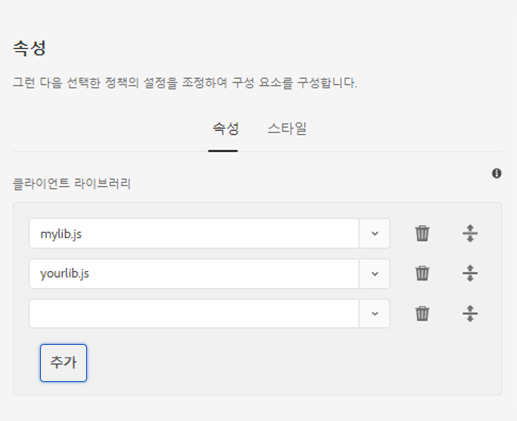 속성
그런 다음 선택한 정책의 설정을 조정하여 구성 요소를 구성합니다.
속성 스타일
클라이언트 라이브러리
mylib.js
yourlib.js
추가